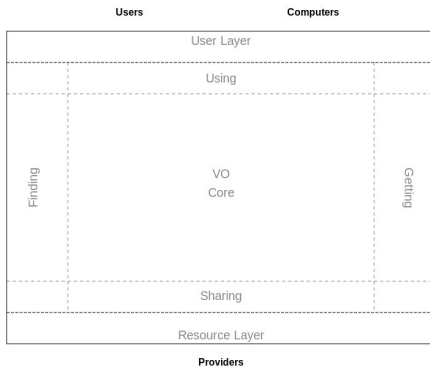 Users Computers
User Layer
Using
Finding
VO
Core
Getting
Sharing
Resource Layer
Providers